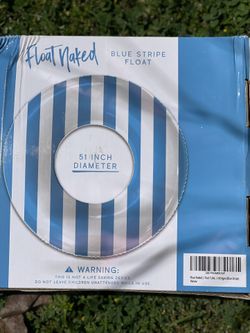 Float Naked
BLUE STRIPE
FLOAT
51 INCH
DIAMETER
⚠ WARNING:
THIS IS NOT A LIFE SAVING DEVICE
DO NOT LEAVE CHILDREN UNATTENDED WHILE IN USE.